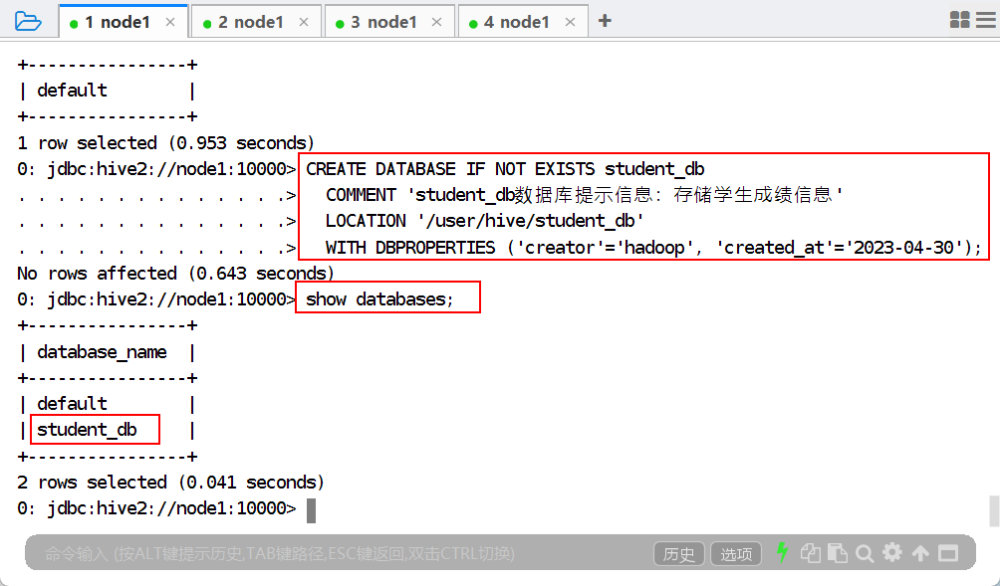 1 node1 × 2 node1 × 3 node1 × 4 node1 × +
+----------------+
| default        |
+----------------+
1 row selected (0.953 seconds)
0: jdbc:hive2://node1:10000> CREATE DATABASE IF NOT EXISTS student_db
. . . . . . . . . . . . . .>   COMMENT 'student_db数据库提示信息：存储学生成绩信息'
. . . . . . . . . . . . . .>   LOCATION '/user/hive/student_db'
. . . . . . . . . . . . . .>   WITH DBPROPERTIES ('creator'='hadoop', 'created_at'='2023-04-30');
No rows affected (0.643 seconds)
0: jdbc:hive2://node1:10000> show databases;
+----------------+
| database_name  |
+----------------+
| default        |
| student_db     |
+----------------+
2 rows selected (0.041 seconds)
0: jdbc:hive2://node1:10000>
命令输入 (按ALT键提示历史,TAB键路径,ESC键返回,双击CTRL切换) 历史 选项